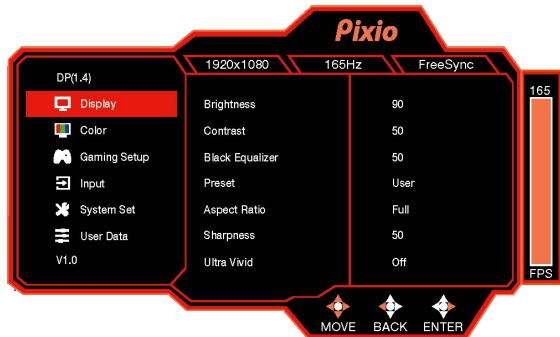 Pixio
1920x1080 165Hz FreeSync
DP(1.4)
Display
Color
Gaming Setup
Input
System Set
User Data
V1.0
Brightness 90
Contrast 50
Black Equalizer 50
Preset User
Aspect Ratio Full
Sharpness 50
Ultra Vivid Off
165
FPS
MOVE BACK ENTER